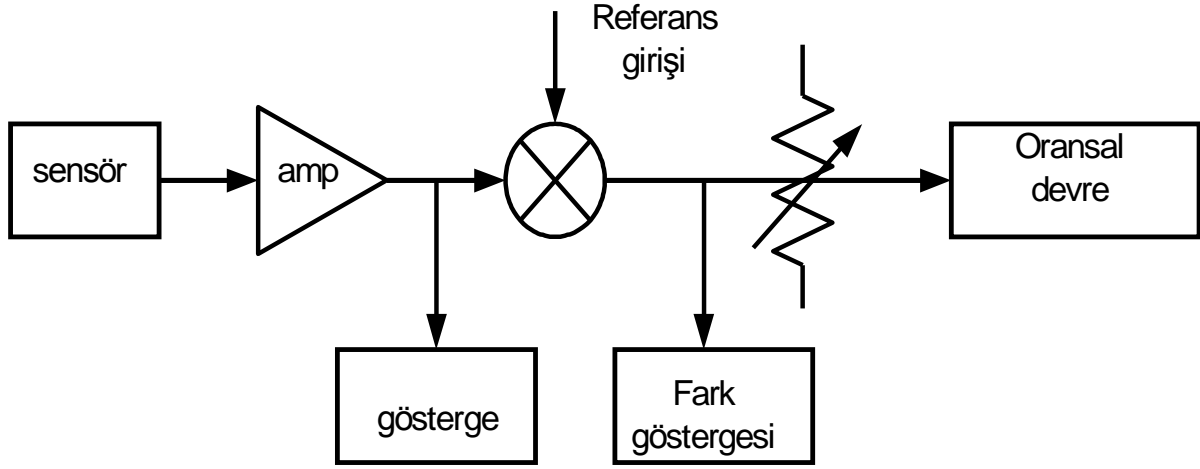 Referans
girişi
sensör
amp
Oransal
devre
gösterge
Fark
göstergesi